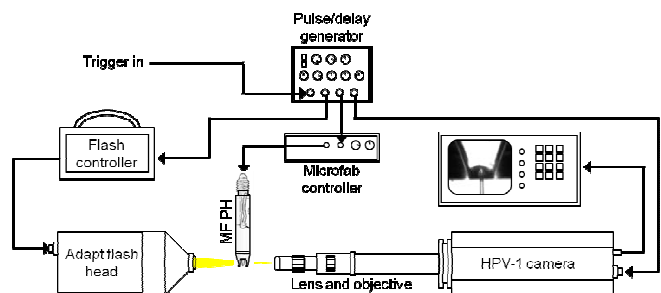 Pulse/delay
generator
Trigger in
Flash
controller
Microfab
controller
MF PH
Adapt flash
head
Lens and objective
HPV-1 camera